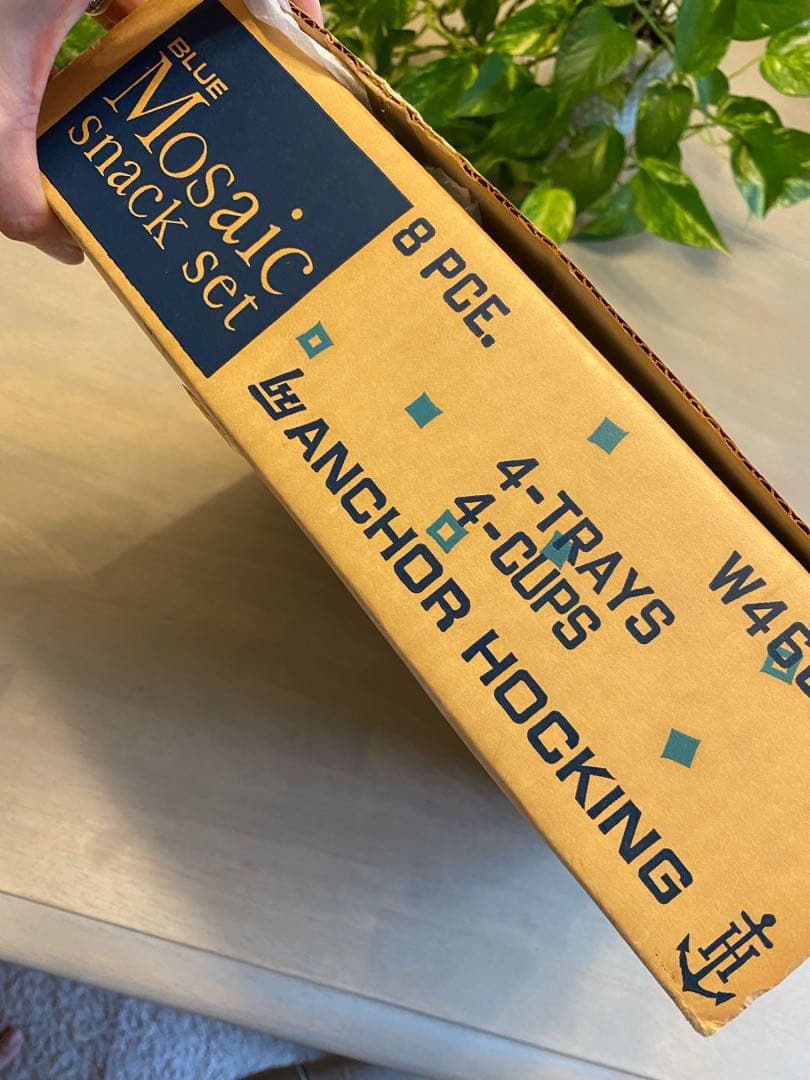 BLUE
Mosaic
snack set
8 PCE.
4-TRAYS
4-CUPS
ANCHOR HOCKING
H